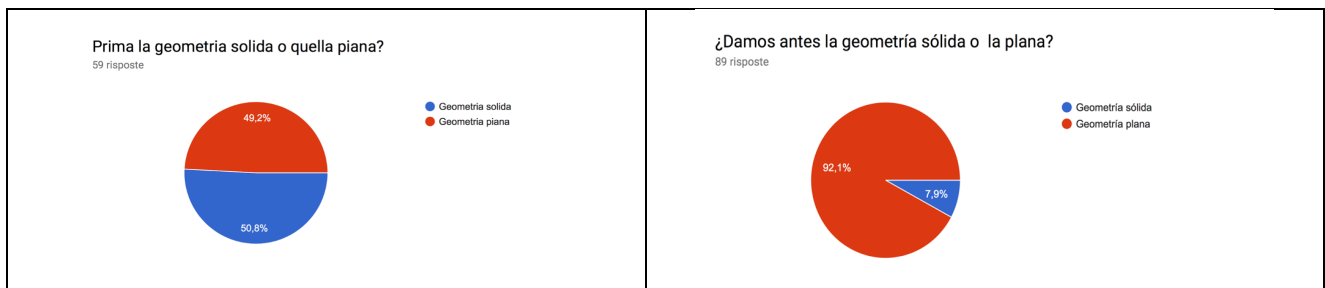 Prima la geometria solida o quella piana?
59 risposte
Geometria solida
Geometria piana
49,2%
50,8%
¿Damos antes la geometría sólida o  la plana?
89 risposte
Geometría sólida
Geometría plana
92,1%
7,9%